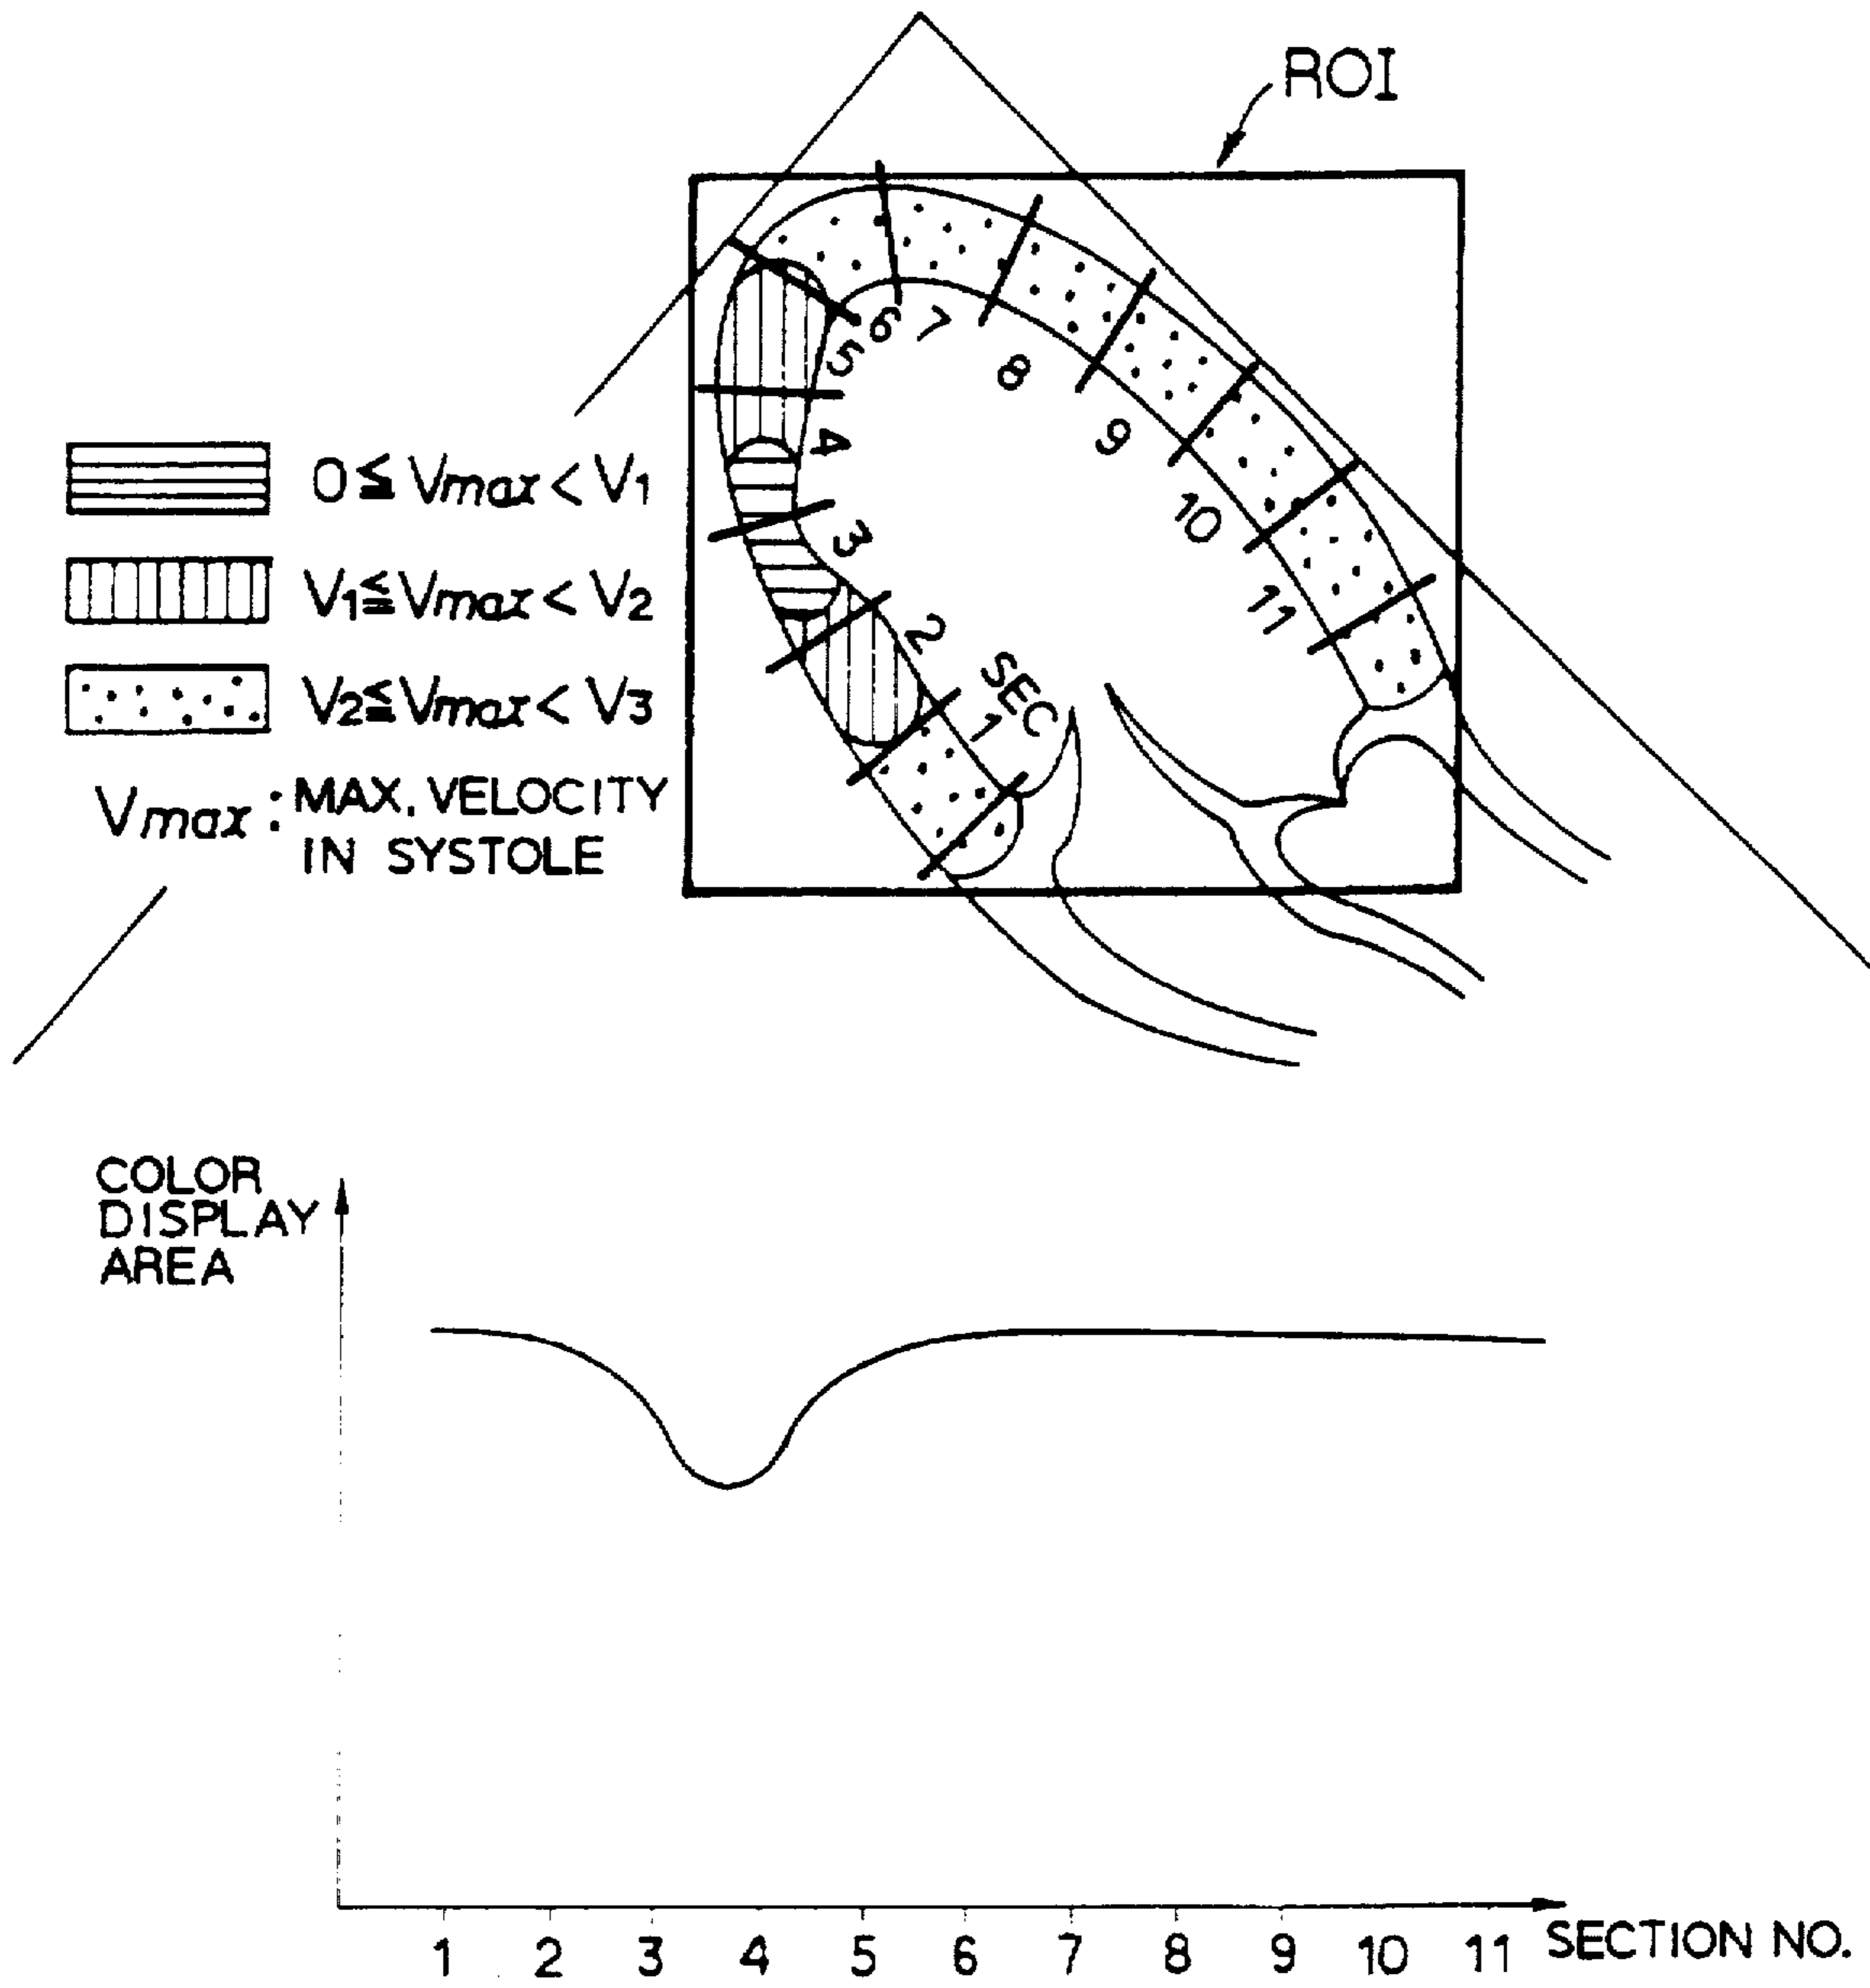 ROI
0 ≦ Vmax < V1
V1 ≦ Vmax < V2
V2 ≦ Vmax < V3
Vmax : MAX. VELOCITY
IN SYSTOLE
SEC
1
2
3
4
5
6
7
8
9
10
11
COLOR
DISPLAY
AREA
1 2 3 4 5 6 7 8 9 10 11 SECTION NO.